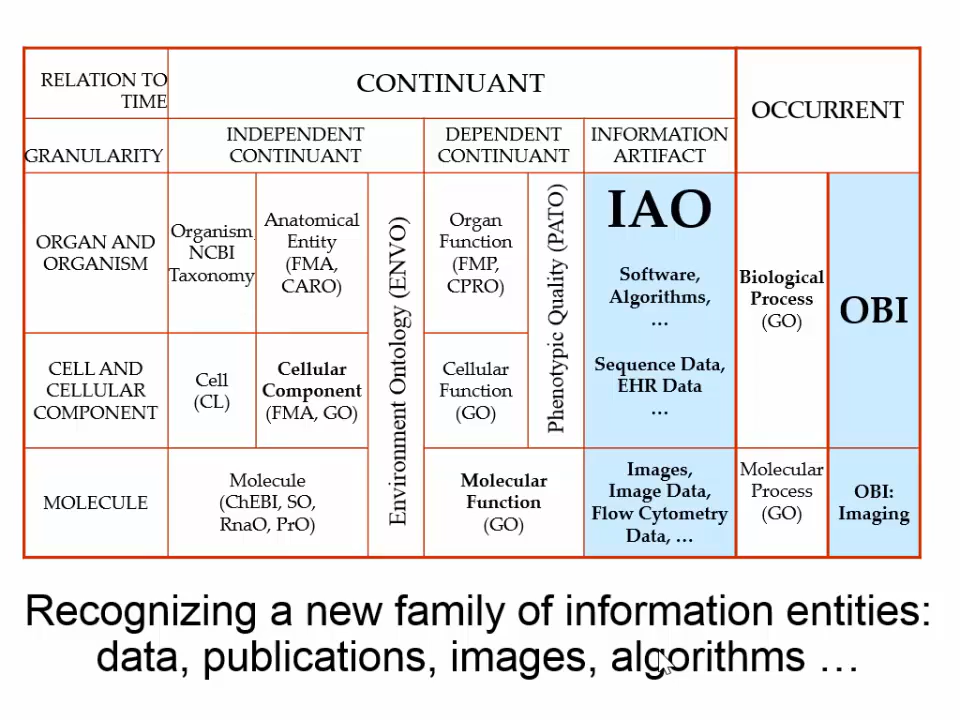 RELATION TO
TIME
CONTINUANT
OCCURRENT
GRANULARITY
INDEPENDENT
CONTINUANT
DEPENDENT
CONTINUANT
INFORMATION
ARTIFACT
ORGAN AND
ORGANISM
Organism,
NCBI
Taxonomy
Anatomical
Entity
(FMA,
CARO)
Environment Ontology (ENVO)
Organ
Function
(FMP,
CPRO)
Phenotypic Quality (PATO)
IAO
Software,
Algorithms,
…
Sequence Data,
EHR Data
…
Biological
Process
(GO)
OBI
CELL AND
CELLULAR
COMPONENT
Cell
(CL)
Cellular
Component
(FMA, GO)
Cellular
Function
(GO)
MOLECULE
Molecule
(ChEBI, SO,
RnaO, PrO)
Molecular
Function
(GO)
Images,
Image Data,
Flow Cytometry
Data, …
Molecular
Process
(GO)
OBI:
Imaging
Recognizing a new family of information entities:
data, publications, images, algorithms …